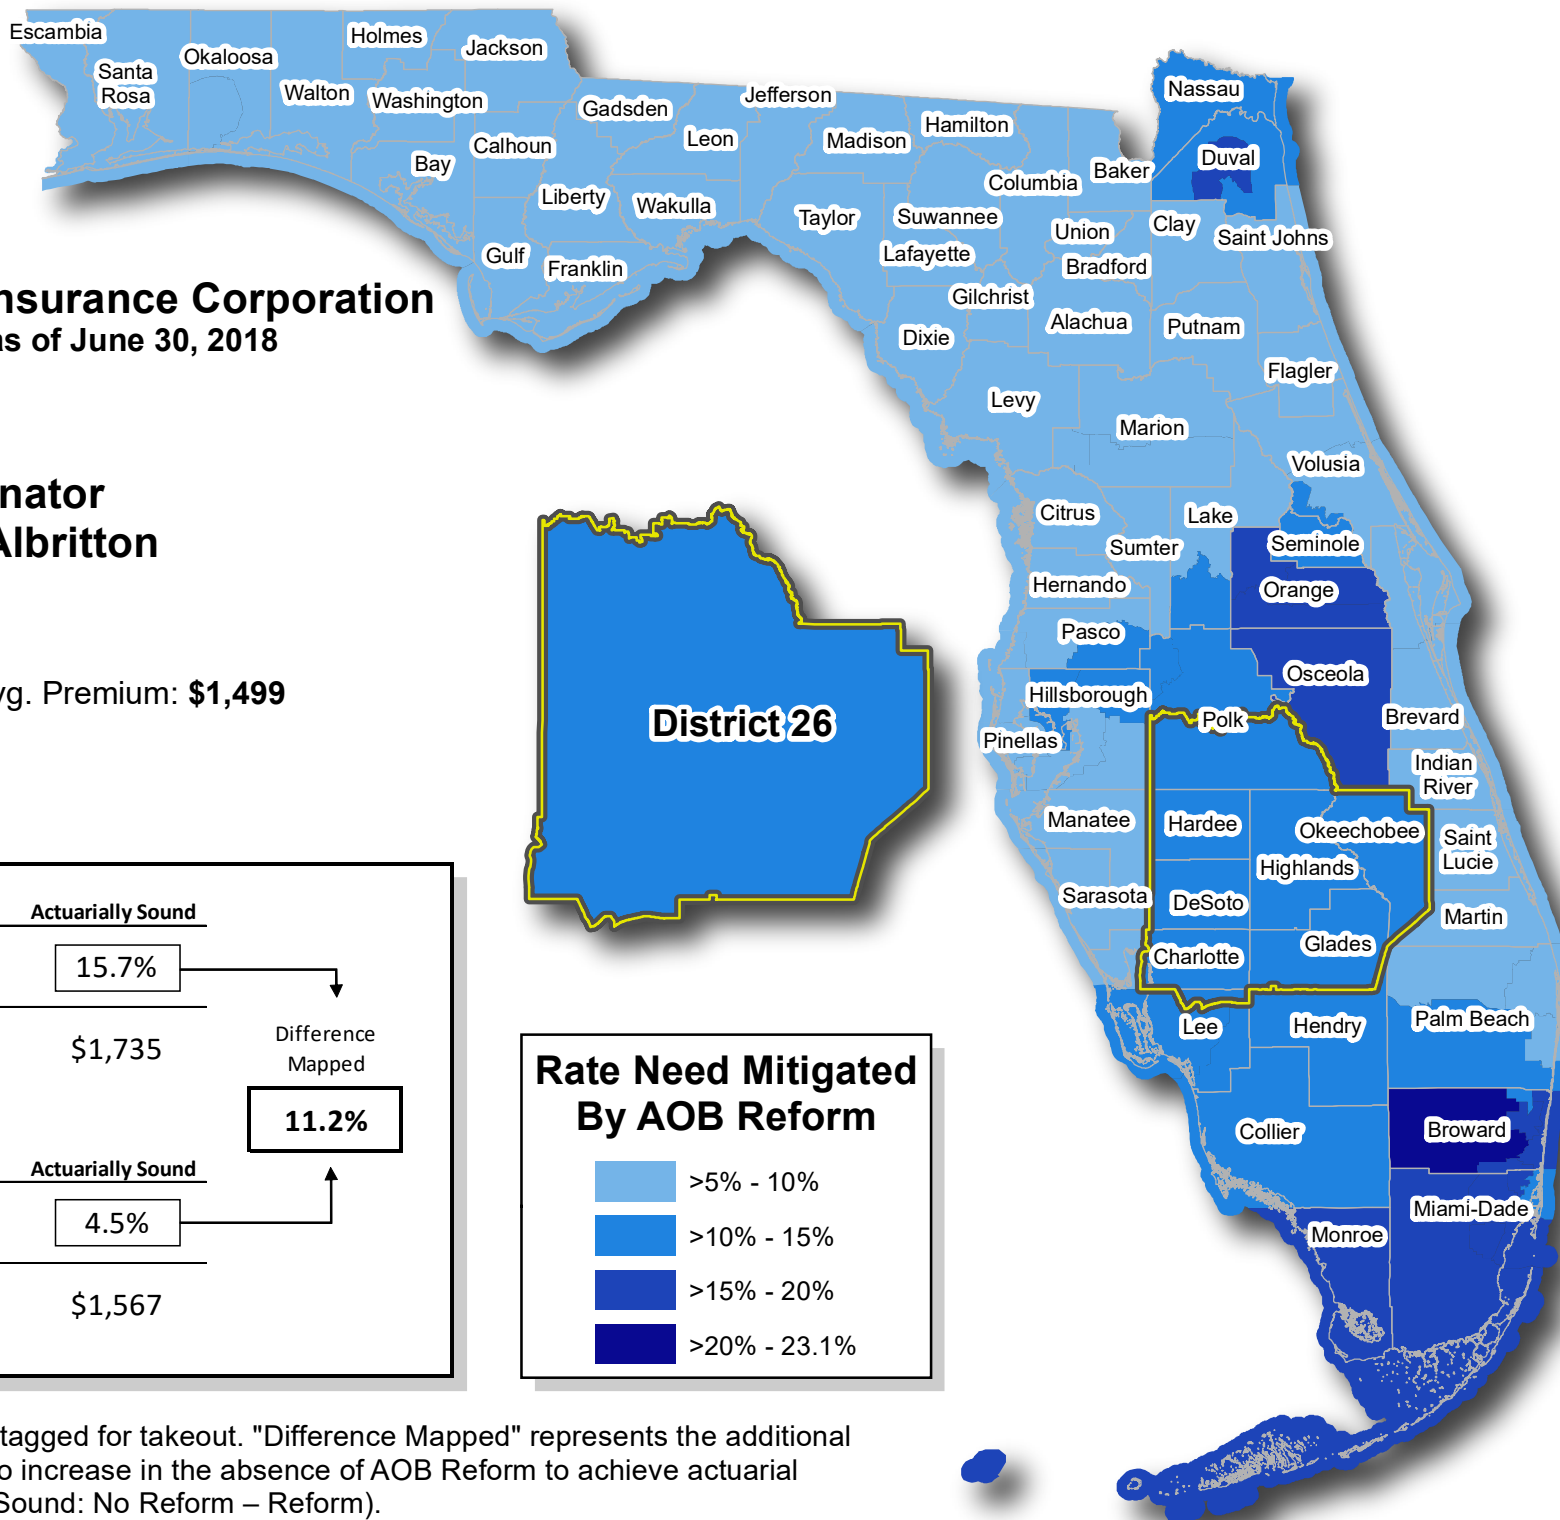 Escambia
Santa
Rosa
Okaloosa
Walton
Holmes
Washington
Jackson
Bay
Calhoun
Gulf
Liberty
Franklin
Gadsden
Leon
Wakulla
Jefferson
Madison
Taylor
Hamilton
Columbia
Suwannee
Lafayette
Baker
Union
Bradford
Gilchrist
Dixie
Alachua
Nassau
Duval
Clay
Saint Johns
Putnam
Flagler
Levy
Marion
Volusia
Citrus
Lake
Sumter
Seminole
Hernando
Orange
Pasco
Osceola
Hillsborough
Polk
Brevard
Pinellas
Indian
River
Manatee
Hardee
Okeechobee
Saint
Lucie
Highlands
Sarasota
DeSoto
Martin
Charlotte
Glades
Lee
Hendry
Palm Beach
Collier
Broward
Miami-Dade
Monroe
nsurance Corporation
as of June 30, 2018
nator
Albritton
vg. Premium: $1,499
District 26
Actuarially Sound
15.7%
$1,735
Difference
Mapped
11.2%
Actuarially Sound
4.5%
$1,567
Rate Need Mitigated
By AOB Reform
>5% - 10%
>10% - 15%
>15% - 20%
>20% - 23.1%
tagged for takeout. "Difference Mapped" represents the additional
o increase in the absence of AOB Reform to achieve actuarial
Sound: No Reform – Reform).